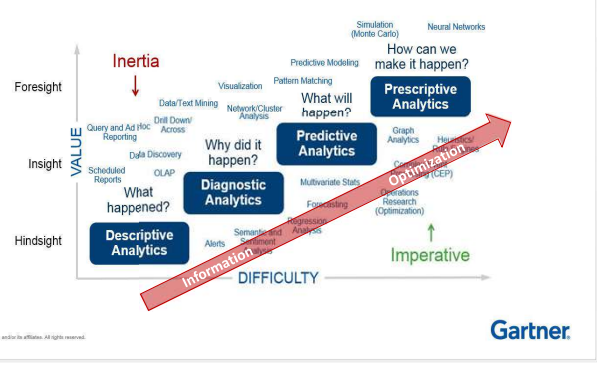 Simulation
(Monte Carlo)
Neural Networks
How can we
make it happen?
Inertia
Predictive Modeling
Foresight
Prescriptive
Analytics
Pattern Matching
Visualization
What will
happen?
Data/Text Mining
Network/Cluster
Analysis
Drill Down/
Across
Query and Ad Hoc
Reporting
Why did it
happen?
Predictive
Analytics
Graph
Analytics
Heuristics/
VALUE
Insight
Data Discovery
Scheduled
Reports
OLAP
Optimization
(CEP)
Diagnostic
Analytics
Multivariate Stats
What
happened?
Operations
Research
(Optimization)
Forecasting
Regression
Analysis
Descriptive
Analytics
Hindsight
Alerts
Semantic and
Sentiment
Analysis
Information
Imperative
DIFFICULTY
Gartner
and/or its affiliates. All rights reserved.